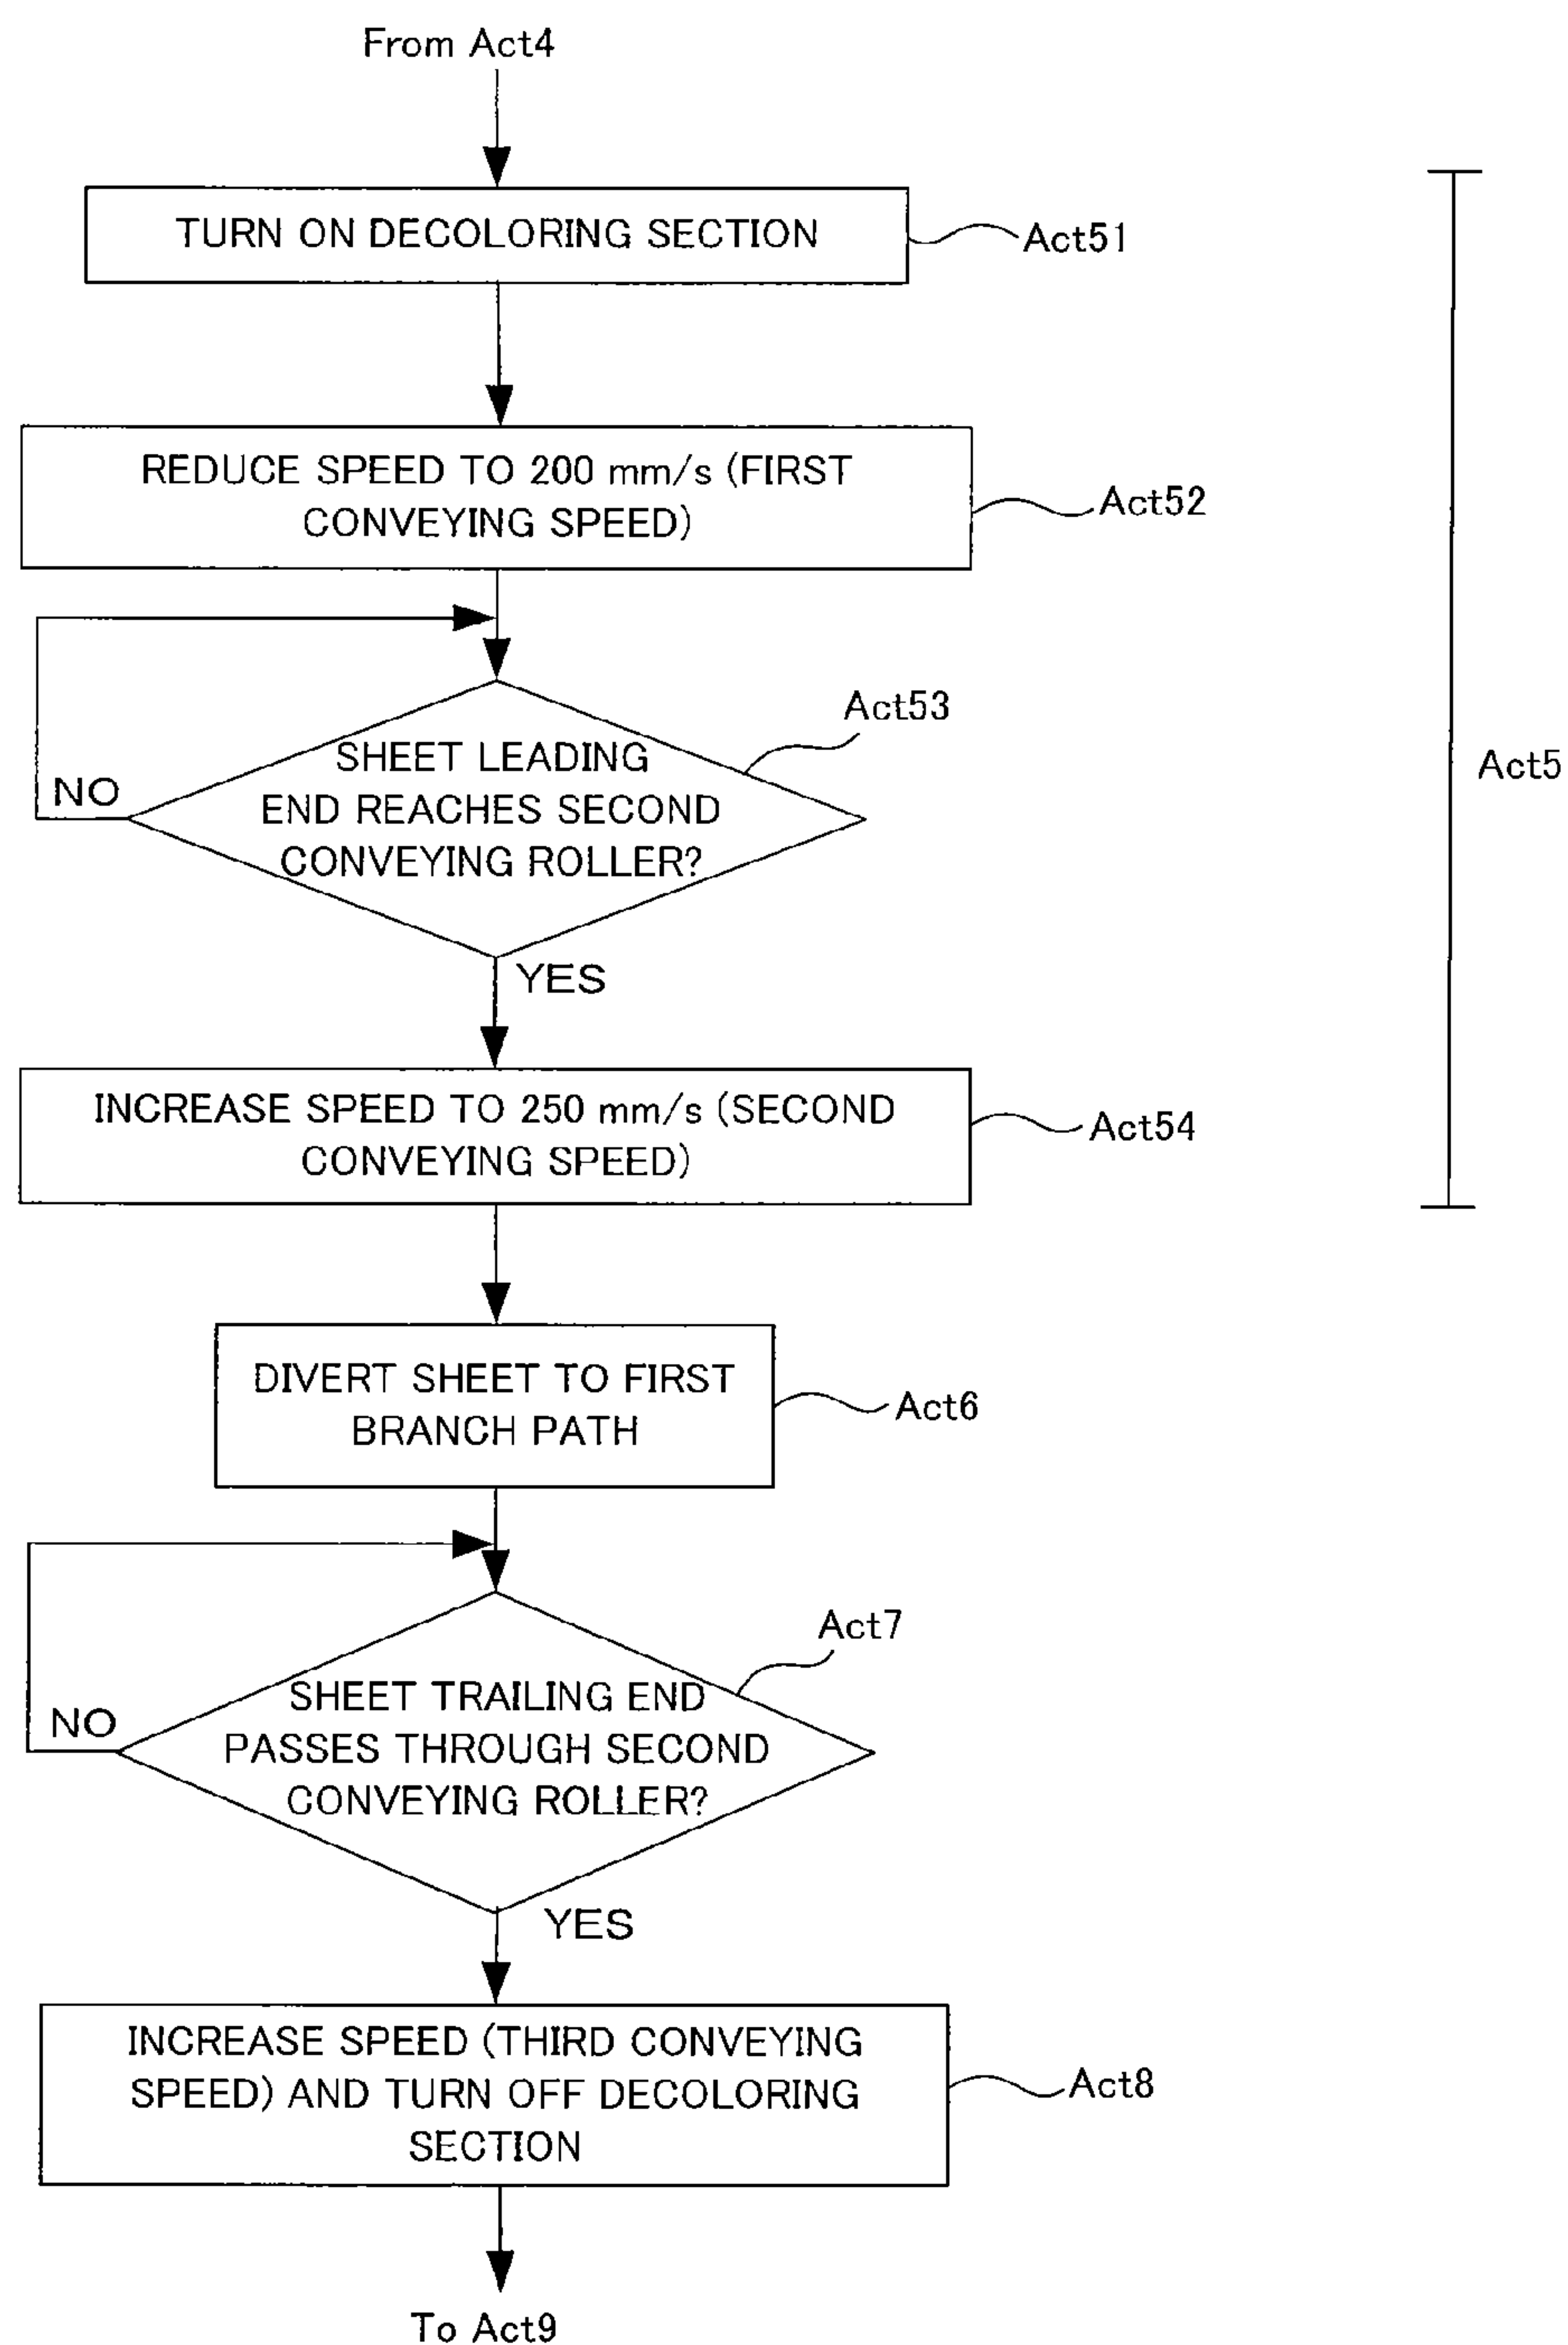 From Act4
TURN ON DECOLORING SECTION
Act51
REDUCE SPEED TO 200 mm/s (FIRST
CONVEYING SPEED)
Act52
Act53
SHEET LEADING
END REACHES SECOND
CONVEYING ROLLER?
NO
Act5
YES
INCREASE SPEED TO 250 mm/s (SECOND
CONVEYING SPEED)
Act54
DIVERT SHEET TO FIRST
BRANCH PATH
Act6
Act7
SHEET TRAILING END
PASSES THROUGH SECOND
CONVEYING ROLLER?
NO
YES
INCREASE SPEED (THIRD CONVEYING
SPEED) AND TURN OFF DECOLORING
SECTION
Act8
To Act9